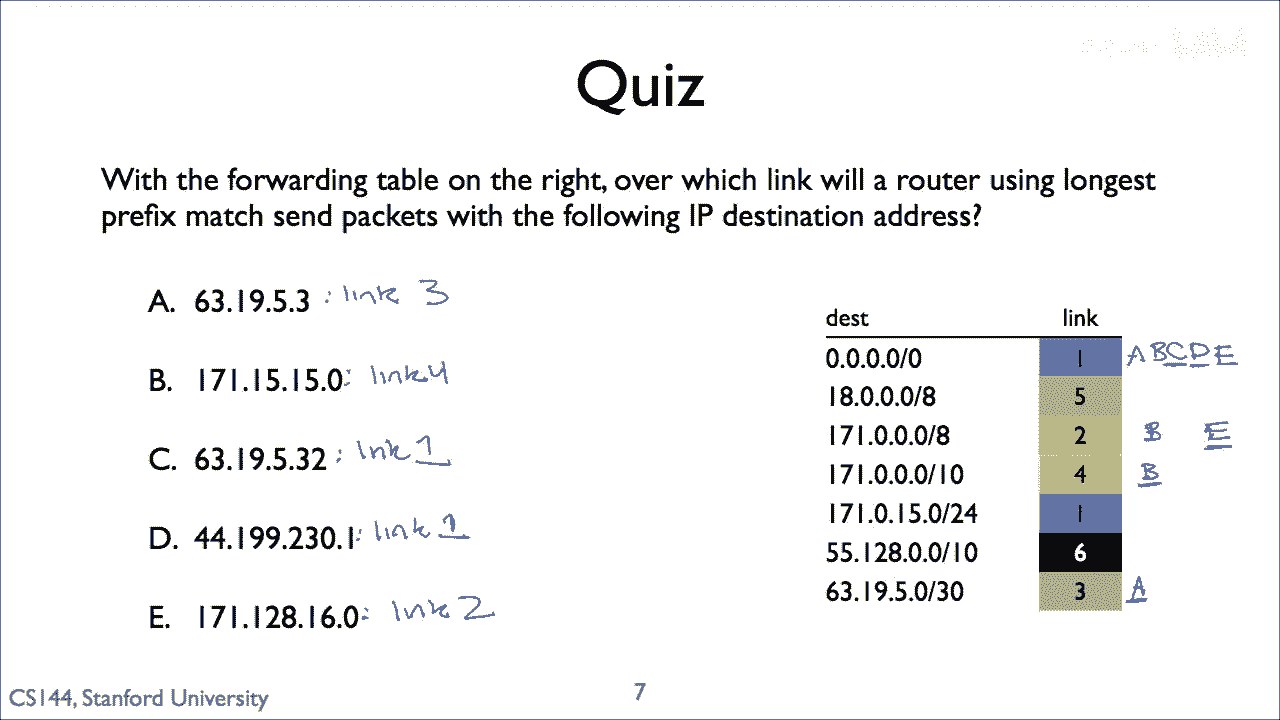 Quiz
With the forwarding table on the right, over which link will a router using longest
prefix match send packets with the following IP destination address?
A. 63.19.5.3 : link 3
B. 171.15.15.0: link 4
C. 63.19.5.32 : link 1
D. 44.199.230.1: link 1
E. 171.128.16.0: link 2
dest link
0.0.0.0/0 1 A B C D E
18.0.0.0/8 5
171.0.0.0/8 2 B E
171.0.0.0/10 4 B
171.0.15.0/24 1
55.128.0.0/10 6
63.19.5.0/30 3 A
CS144, Stanford University
7